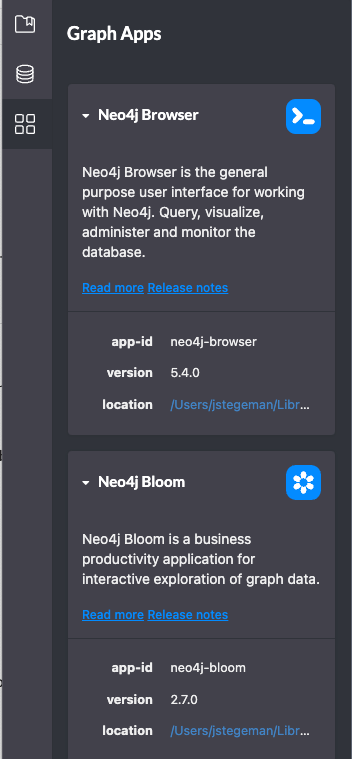 Graph Apps
Neo4j Browser
Neo4j Browser is the general
purpose user interface for working
with Neo4j. Query, visualize,
administer and monitor the
database.
Read more Release notes
app-id neo4j-browser
version 5.4.0
location /Users/jstegeman/Libr...
Neo4j Bloom
Neo4j Bloom is a business
productivity application for
interactive exploration of graph data.
Read more Release notes
app-id neo4j-bloom
version 2.7.0
location /Users/jstegeman/Libr...